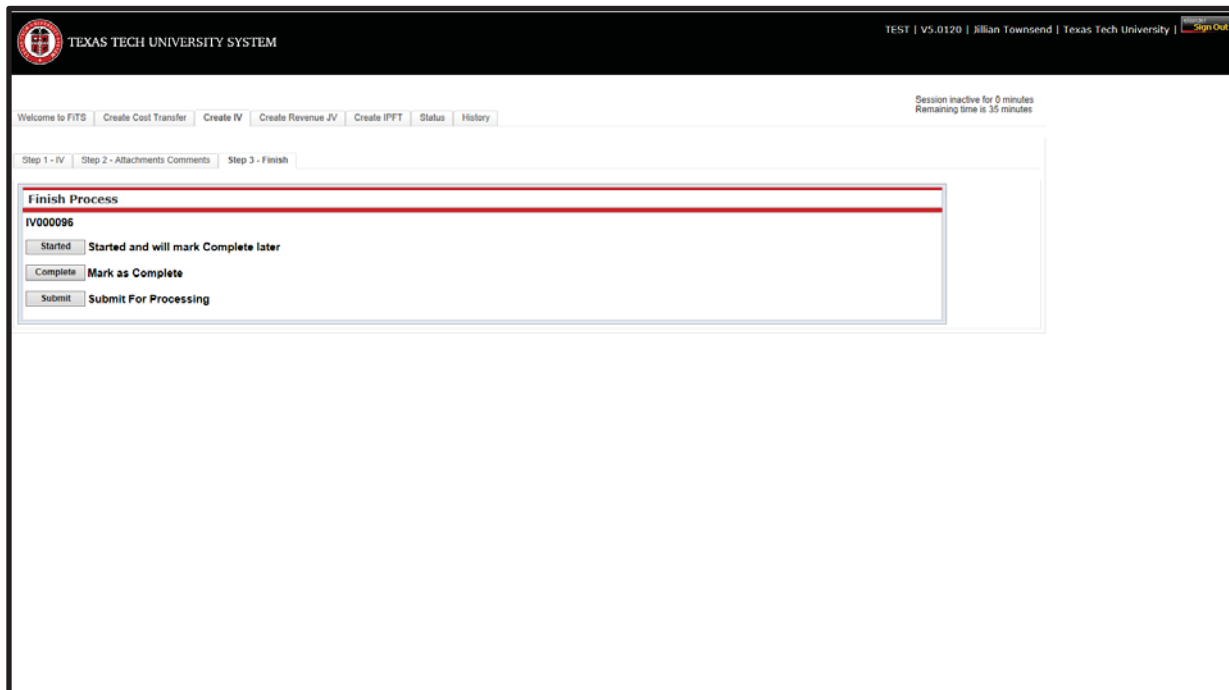 TEXAS TECH UNIVERSITY SYSTEM
TEST | V5.0120 | Jillian Townsend | Texas Tech University |
Sign Out
Session inactive for 0 minutes
Remaining time is 35 minutes
Welcome to FiTS
Create Cost Transfer
Create IV
Create Revenue JV
Create IPFT
Status
History
Step 1 - IV
Step 2 - Attachments Comments
Step 3 - Finish
Finish Process
IV000096
Started
Started and will mark Complete later
Complete
Mark as Complete
Submit
Submit For Processing